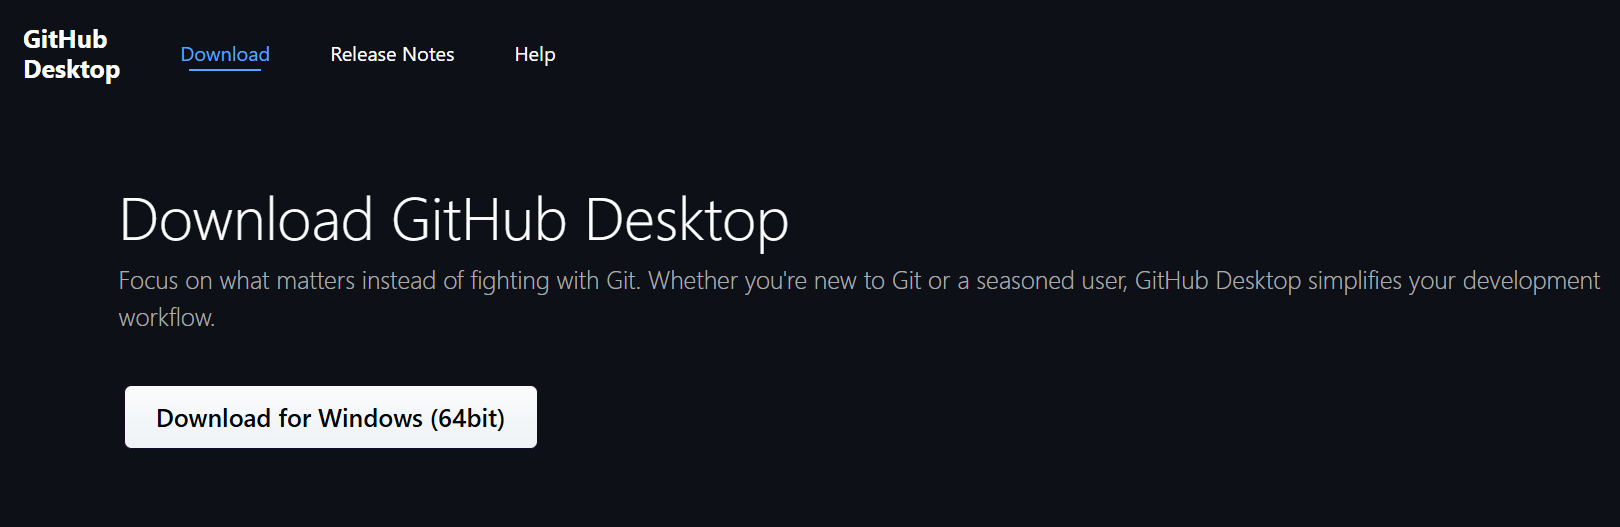 GitHub
Desktop
Download
Release Notes
Help
Download GitHub Desktop
Focus on what matters instead of fighting with Git. Whether you're new to Git or a seasoned user, GitHub Desktop simplifies your development
workflow.
Download for Windows (64bit)